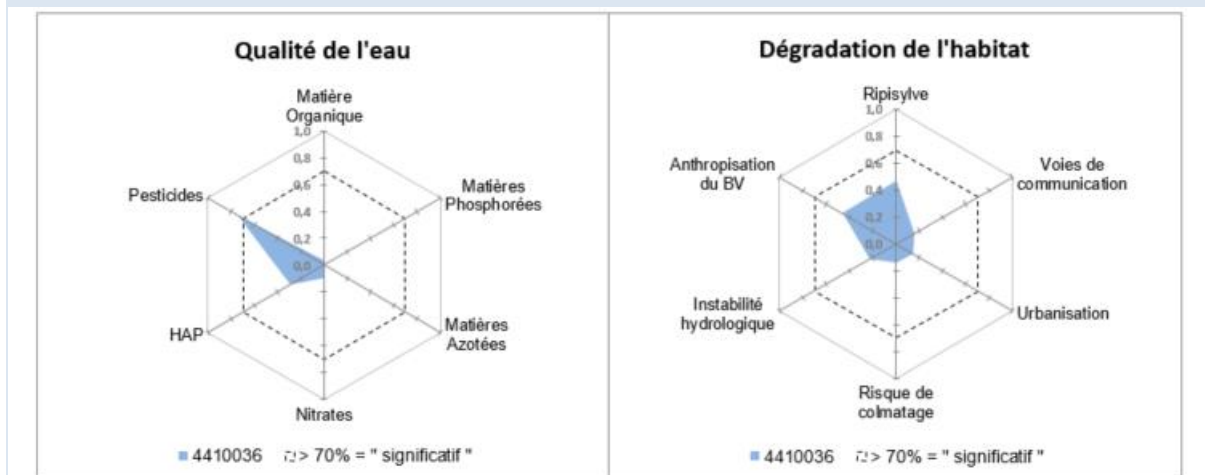 Qualité de l'eau
Matière
Organique
1,0
0,8
0,6
0,4
0,2
0,0
Matières
Phosphorées
Matières
Azotées
Nitrates
HAP
Pesticides
4410036 > 70% = " significatif "
Dégradation de l'habitat
Ripisylve
1,0
0,8
0,6
0,4
0,2
0,0
Voies de
communication
Urbanisation
Risque de
colmatage
Instabilité
hydrologique
Anthropisation
du BV
4410036 > 70% = " significatif "